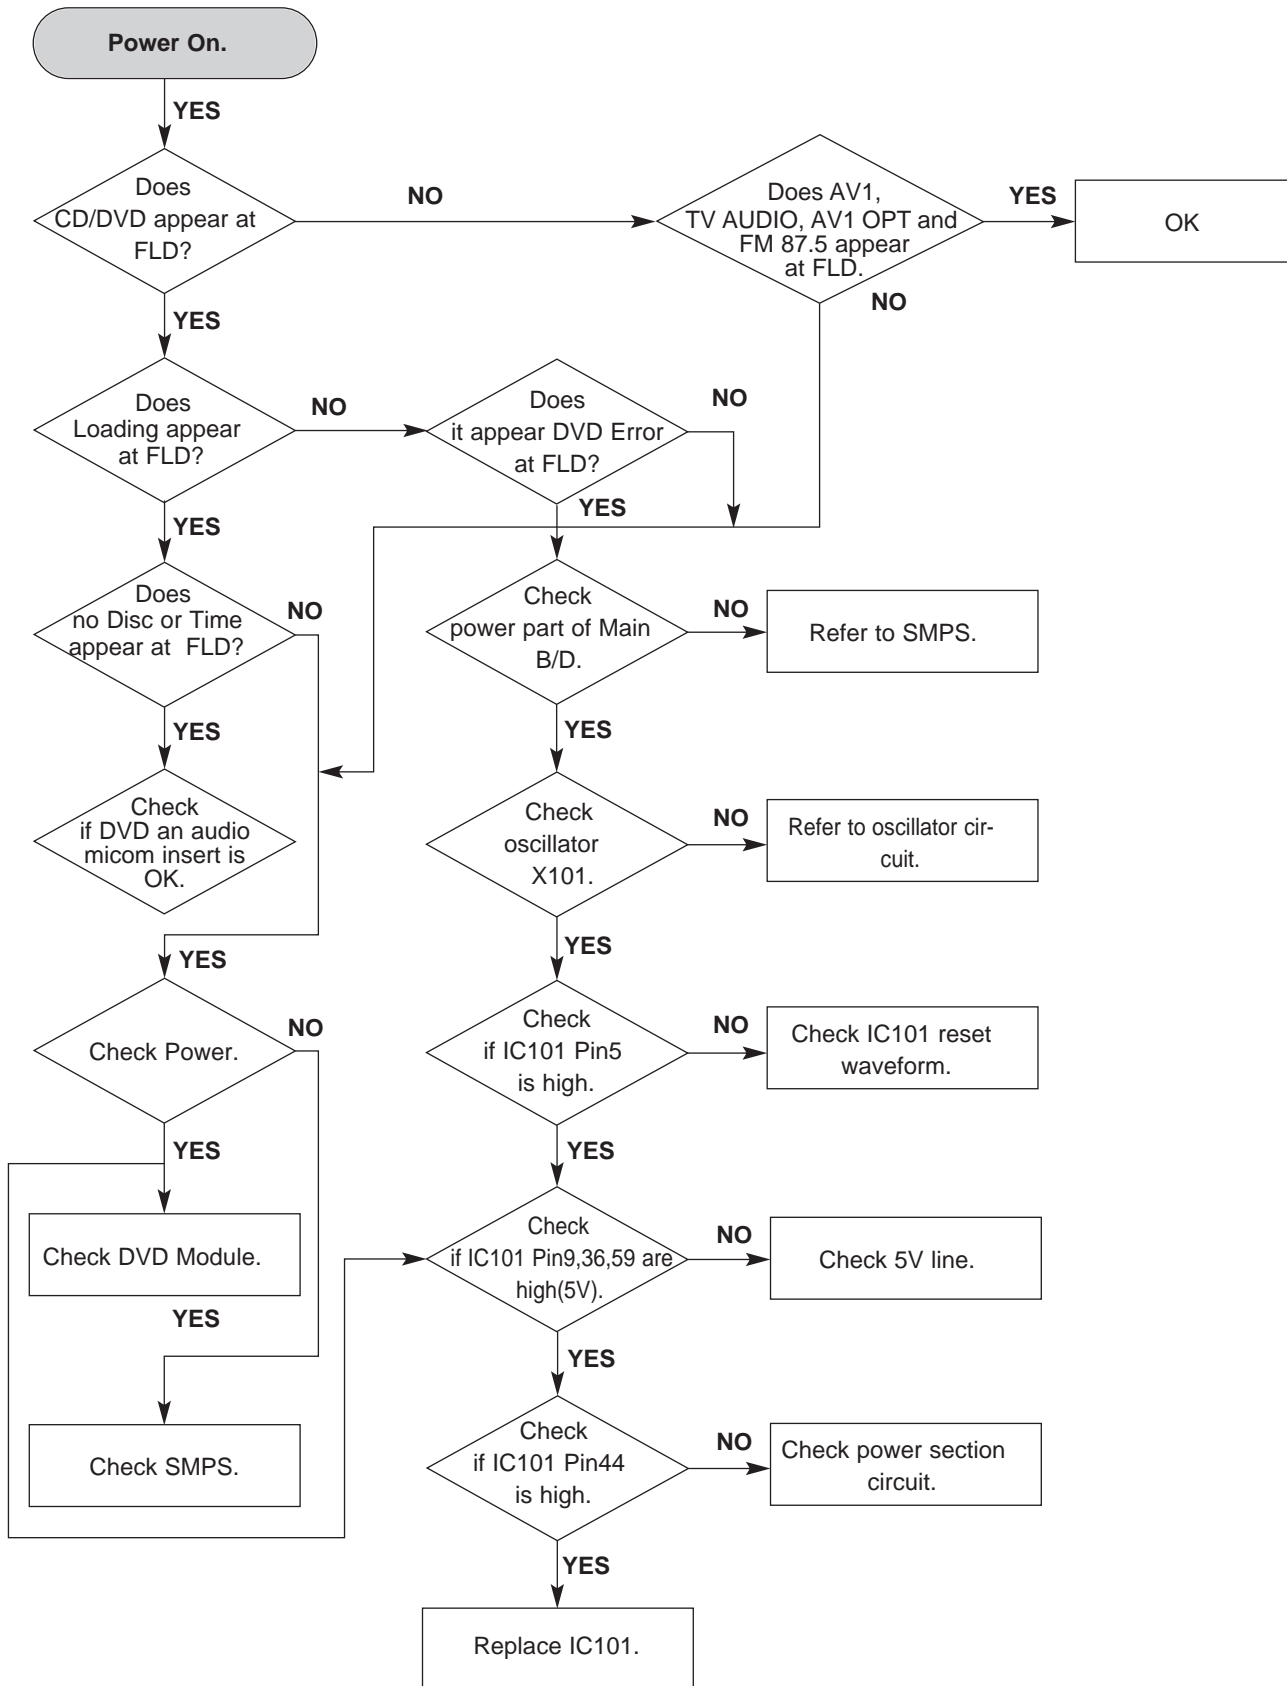 Power On.
YES
Does
CD/DVD appear at
FLD?
NO
Does AV1,
TV AUDIO, AV1 OPT and
FM 87.5 appear
at FLD.
YES
OK
NO
YES
Does
Loading appear
at FLD?
NO
Does
it appear DVD Error
at FLD?
NO
YES
YES
Does
no Disc or Time
appear at FLD?
NO
Check
power part of Main
B/D.
NO
Refer to SMPS.
YES
YES
Check
if DVD an audio
micom insert is
OK.
Check
oscillator
X101.
NO
Refer to oscillator cir-
cuit.
YES
YES
Check Power.
NO
Check
if IC101 Pin5
is high.
NO
Check IC101 reset
waveform.
YES
YES
Check DVD Module.
YES
Check
if IC101 Pin9,36,59 are
high(5V).
NO
Check 5V line.
YES
Check SMPS.
Check
if IC101 Pin44
is high.
NO
Check power section
circuit.
YES
Replace IC101.